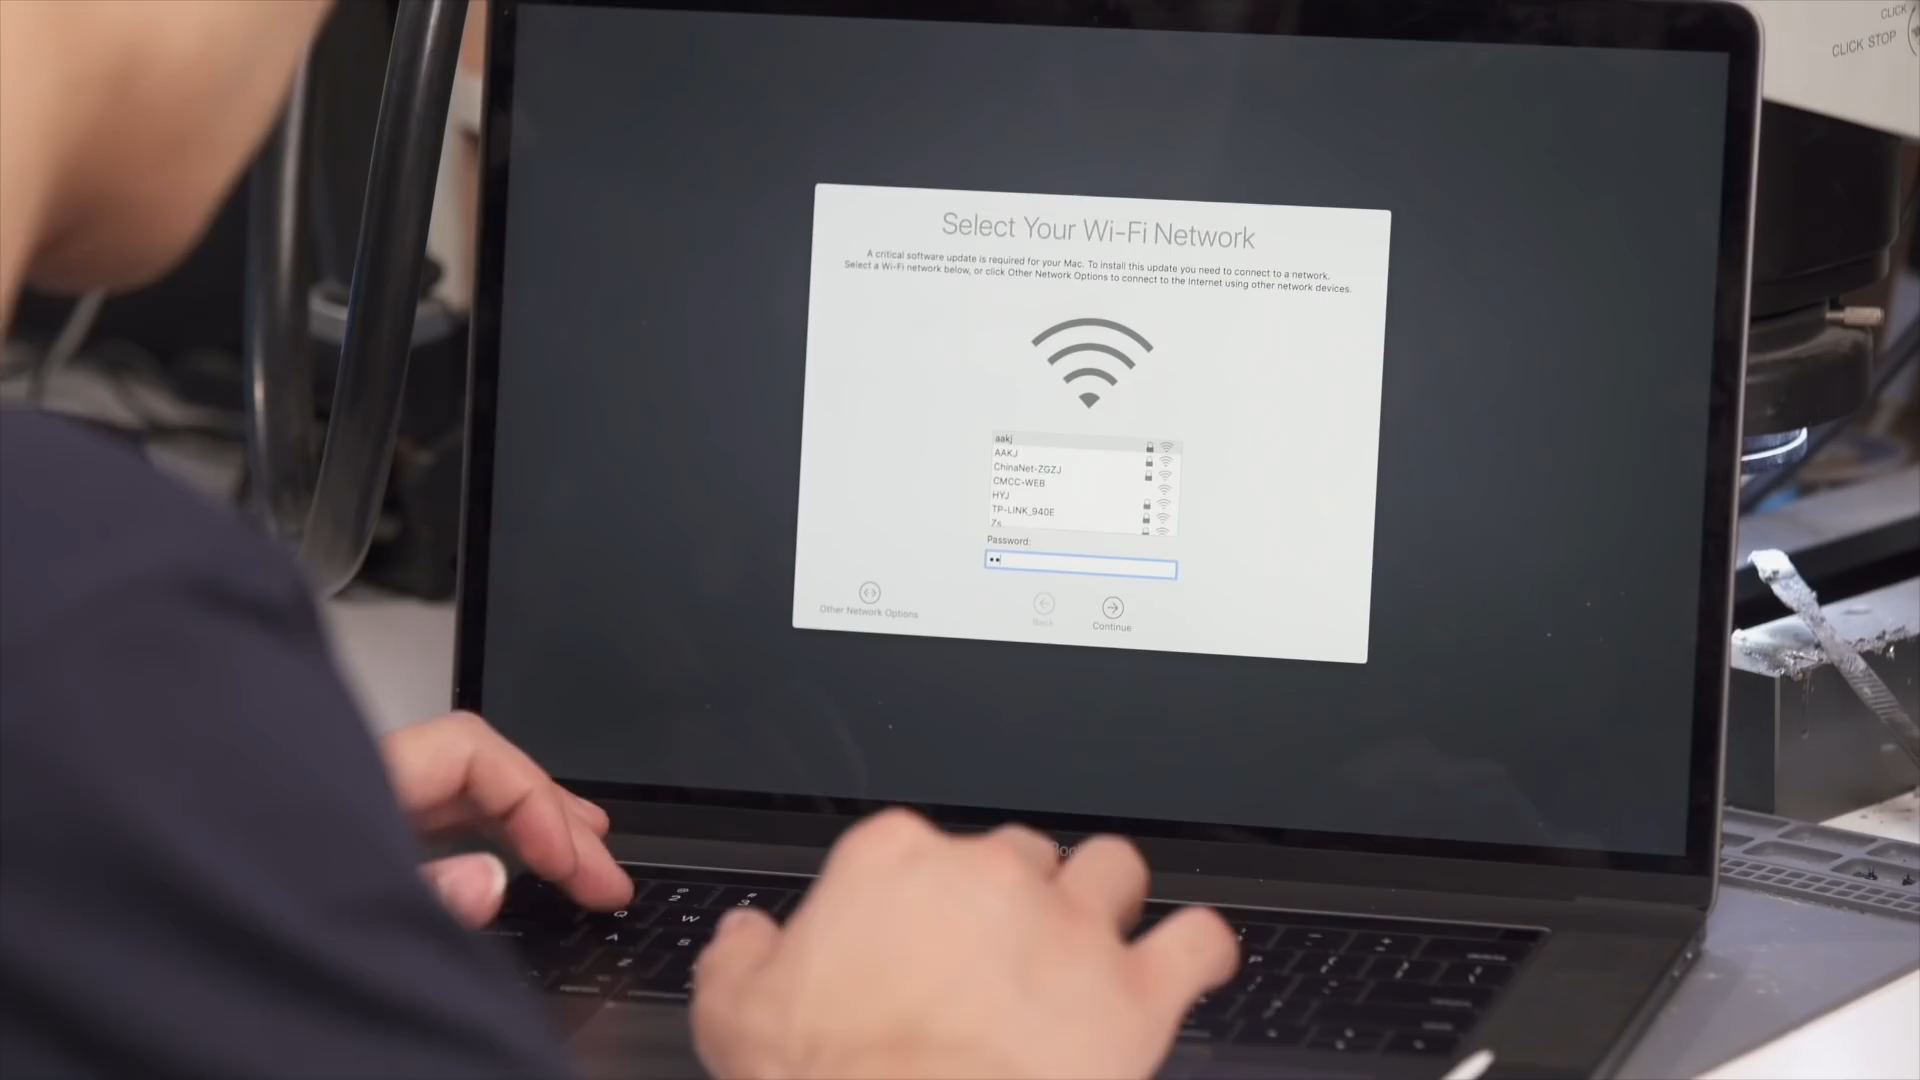 CLICK
CLICK STOP
Select Your Wi-Fi Network
A critical software update is required for your Mac. To install this update you need to connect to a network.
Select a Wi-Fi network below, or click Other Network Options to connect to the Internet using other network devices.
aakj
AAKJ
ChinaNet-ZGZJ
CMCC-WEB
HYJ
TP-LINK_940E
Password:
Other Network Options
Back
Continue
@
2
#
3
Q
W
A
S
Z
P